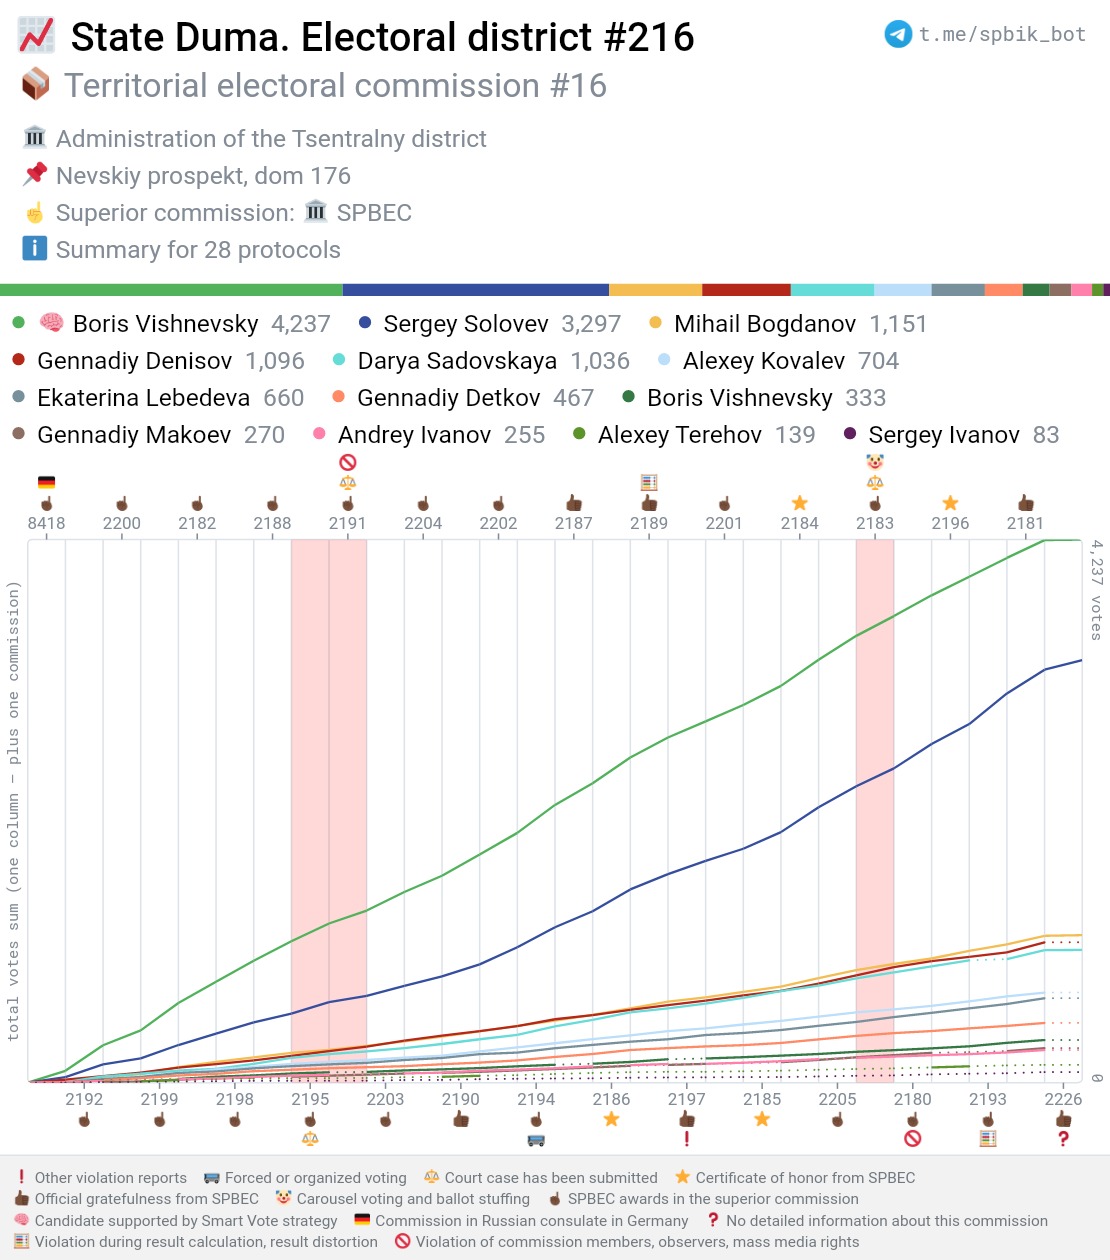 State Duma. Electoral district #216
t.me/spbik_bot
Territorial electoral commission #16
Administration of the Tsentralny district
Nevskiy prospekt, dom 176
Superior commission: SPBEC
Summary for 28 protocols
Boris Vishnevsky 4,237 Sergey Solovev 3,297 Mihail Bogdanov 1,151
Gennadiy Denisov 1,096 Darya Sadovskaya 1,036 Alexey Kovalev 704
Ekaterina Lebedeva 660 Gennadiy Detkov 467 Boris Vishnevsky 333
Gennadiy Makoev 270 Andrey Ivanov 255 Alexey Terehov 139 Sergey Ivanov 83
8418 2200 2182 2188 2191 2204 2202 2187 2189 2201 2184 2183 2196 2181
total votes sum (one column – plus one commission)
4,237 votes
0
2192 2199 2198 2195 2203 2190 2194 2186 2197 2185 2205 2180 2193 2226
Other violation reports Forced or organized voting Court case has been submitted Certificate of honor from SPBEC
Official gratefulness from SPBEC Carousel voting and ballot stuffing SPBEC awards in the superior commission
Candidate supported by Smart Vote strategy Commission in Russian consulate in Germany No detailed information about this commission
Violation during result calculation, result distortion Violation of commission members, observers, mass media rights